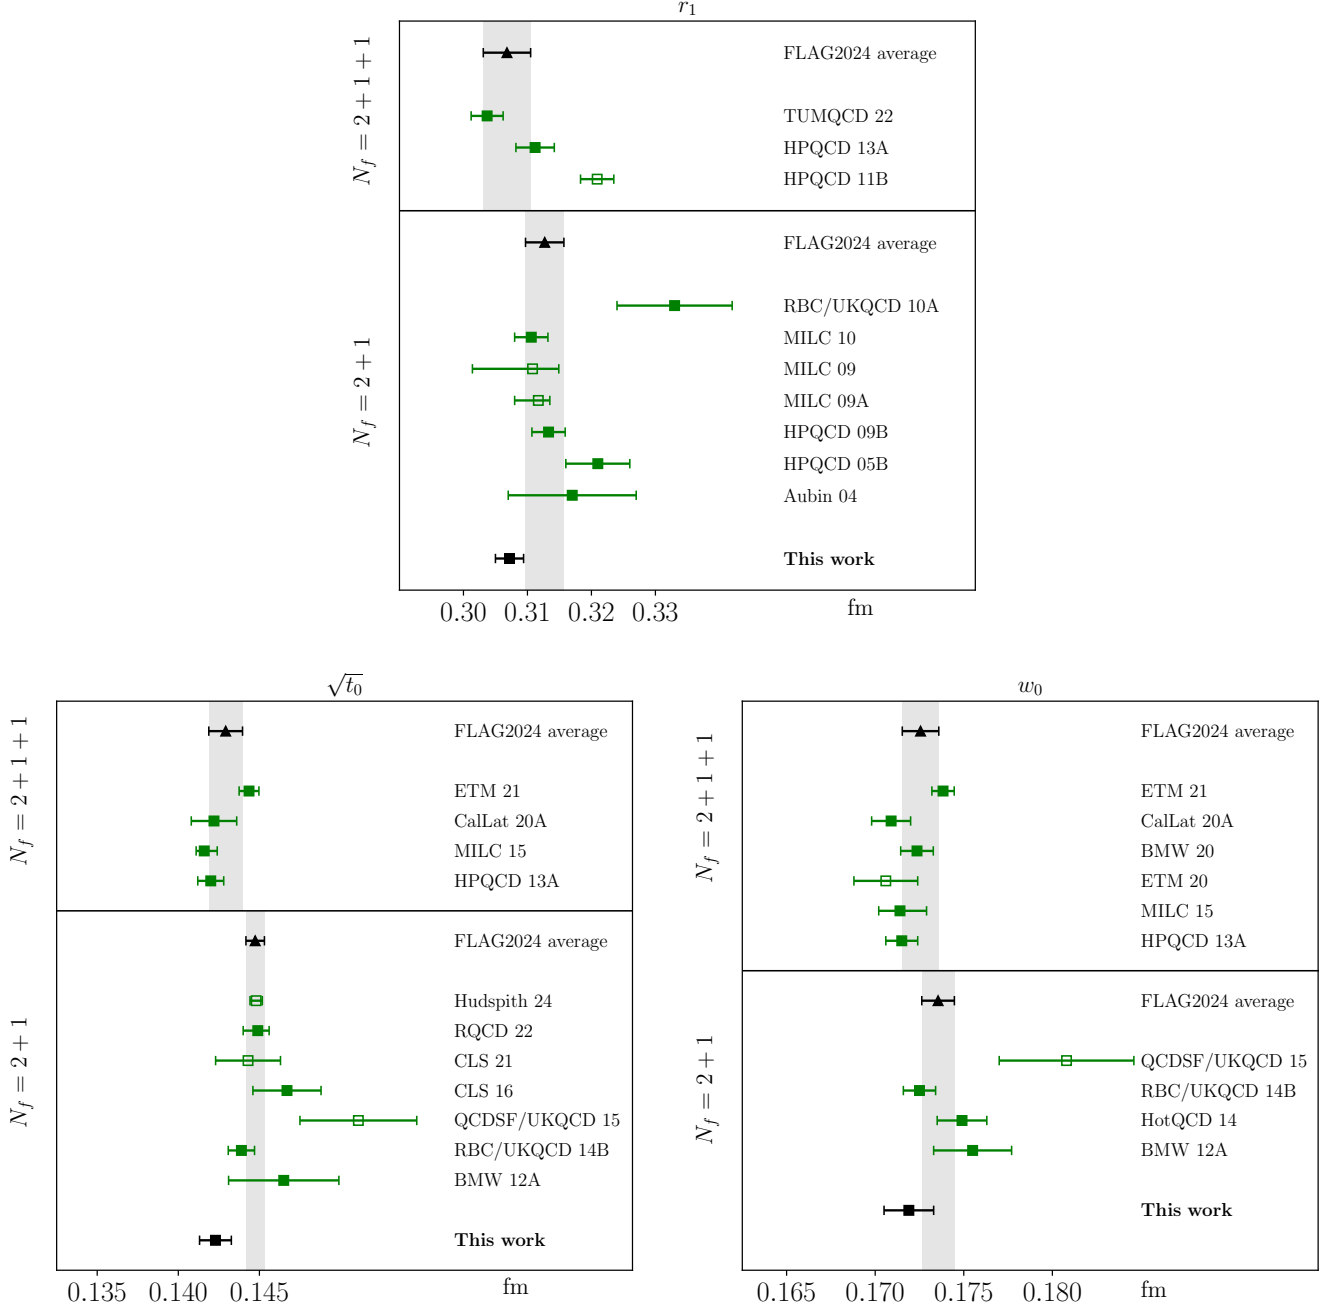 r₁
N_f = 2 + 1 + 1
FLAG2024 average
TUMQCD 22
HPQCD 13A
HPQCD 11B
N_f = 2 + 1
FLAG2024 average
RBC/UKQCD 10A
MILC 10
MILC 09
MILC 09A
HPQCD 09B
HPQCD 05B
Aubin 04
This work
0.30 0.31 0.32 0.33 fm
√t₀
N_f = 2 + 1 + 1
FLAG2024 average
ETM 21
CalLat 20A
MILC 15
HPQCD 13A
N_f = 2 + 1
FLAG2024 average
Hudspith 24
RQCD 22
CLS 21
CLS 16
QCDSF/UKQCD 15
RBC/UKQCD 14B
BMW 12A
This work
0.135 0.140 0.145 fm
w₀
N_f = 2 + 1 + 1
FLAG2024 average
ETM 21
CalLat 20A
BMW 20
ETM 20
MILC 15
HPQCD 13A
N_f = 2 + 1
FLAG2024 average
QCDSF/UKQCD 15
RBC/UKQCD 14B
HotQCD 14
BMW 12A
This work
0.165 0.170 0.175 0.180 fm